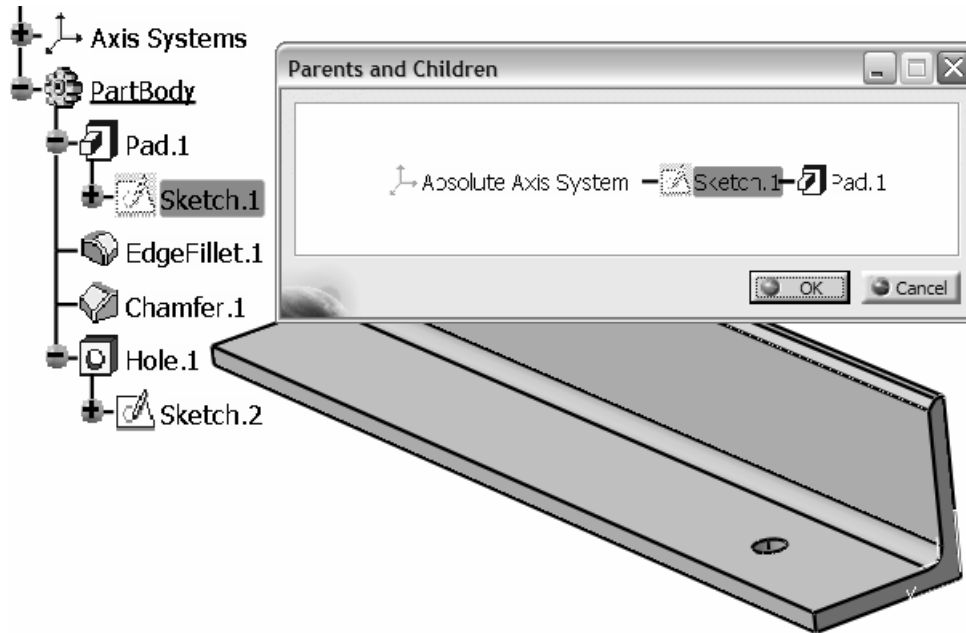 Axis Systems
PartBody
Pad.1
Sketch.1
EdgeFillet.1
Chamfer.1
Hole.1
Sketch.2
Parents and Children
Absolute Axis System Sketch.1 Pad.1
OK Cancel